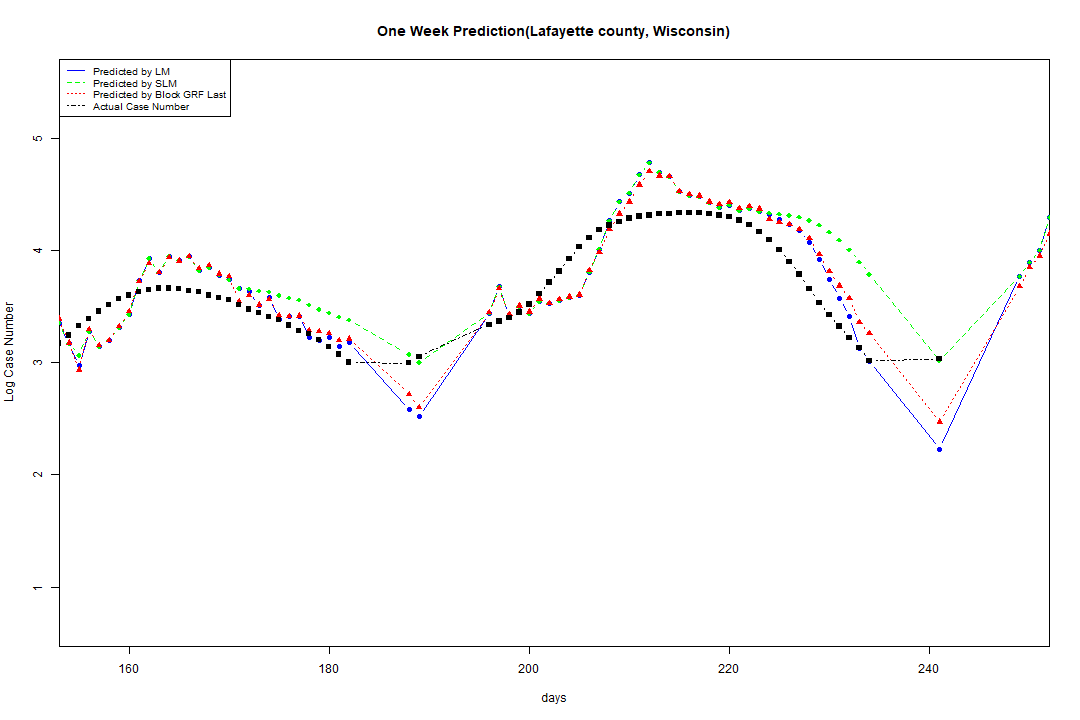 One Week Prediction(Lafayette county, Wisconsin)
Predicted by LM
Predicted by SLM
Predicted by Block GRF Last
Actual Case Number
5
4
3
2
1
Log Case Number
160 180 200 220 240
days